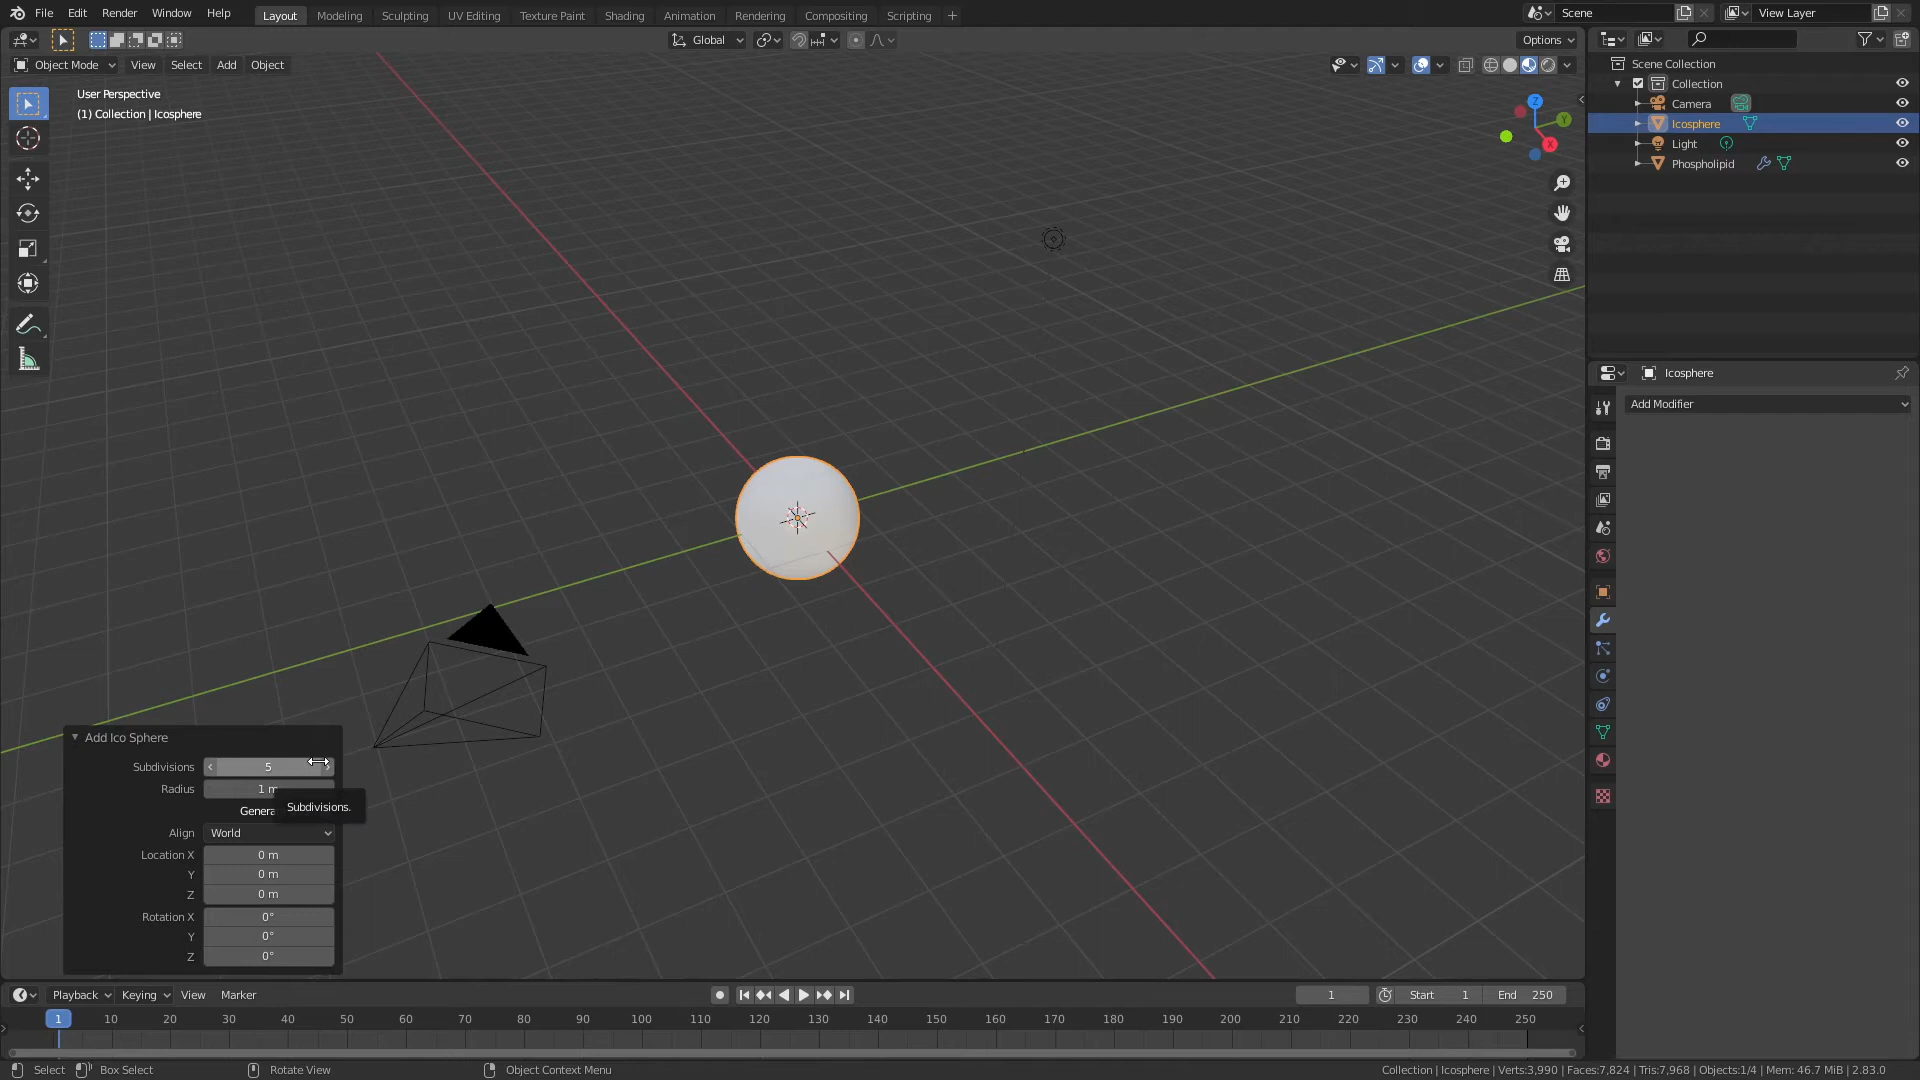 File Edit Render Window Help Layout Modeling Sculpting UV Editing Texture Paint Shading Animation Rendering Compositing Scripting + Scene View Layer
Global Options
Object Mode View Select Add Object
User Perspective
(1) Collection | Icosphere
Z
Y
X
Scene Collection
Collection
Camera
Icosphere
Light
Phospholipid
Icosphere
Add Modifier
Add Ico Sphere
Subdivisions 5
Radius 1 m
Genera
Subdivisions.
Align World
Location X 0 m
Y 0 m
Z 0 m
Rotation X 0°
Y 0°
Z 0°
Playback Keying View Marker 1 Start 1 End 250
1 10 20 30 40 50 60 70 80 90 100 110 120 130 140 150 160 170 180 190 200 210 220 230 240 250
Select Box Select Rotate View Object Context Menu Collection | Icosphere | Verts:3,990 | Faces:7,824 | Tris:7,968 | Objects:1/4 | Mem: 46.7 MiB | 2.83.0